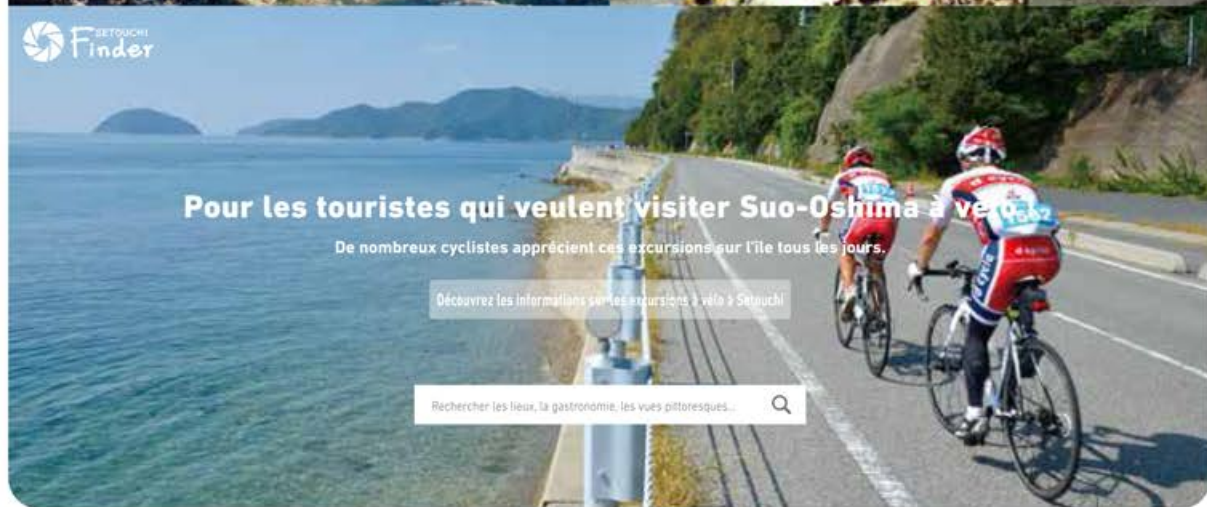 SETOUCHI
Finder
Pour les touristes qui veulent visiter Suo-Oshima à vélo
De nombreux cyclistes apprécient ces excursions sur l'île tous les jours.
Découvrez les informations sur les excursions à vélo à Setouchi
Rechercher les lieux, la gastronomie, les vues pittoresques...
d cycle